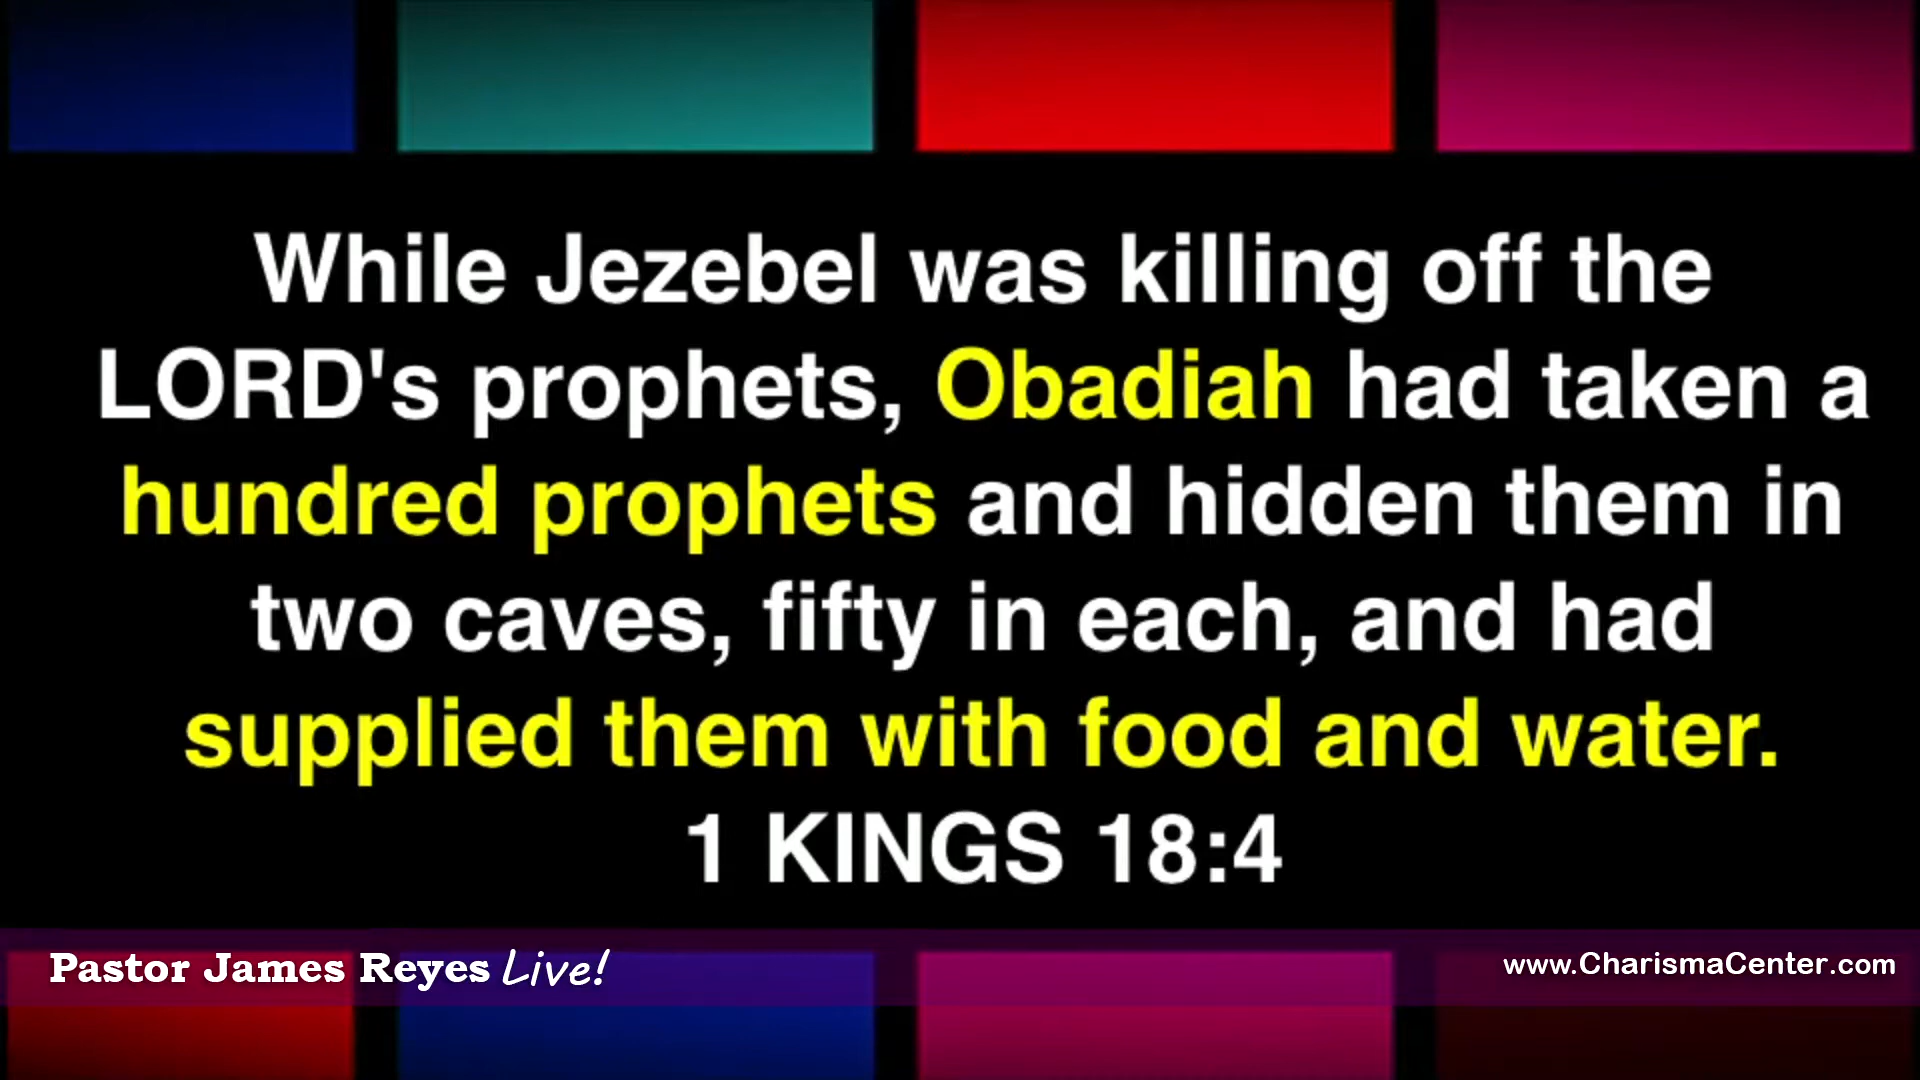 While Jezebel was killing off the
LORD's prophets, Obadiah had taken a
hundred prophets and hidden them in
two caves, fifty in each, and had
supplied them with food and water.
1 KINGS 18:4
Pastor James Reyes Live!
www.CharismaCenter.com